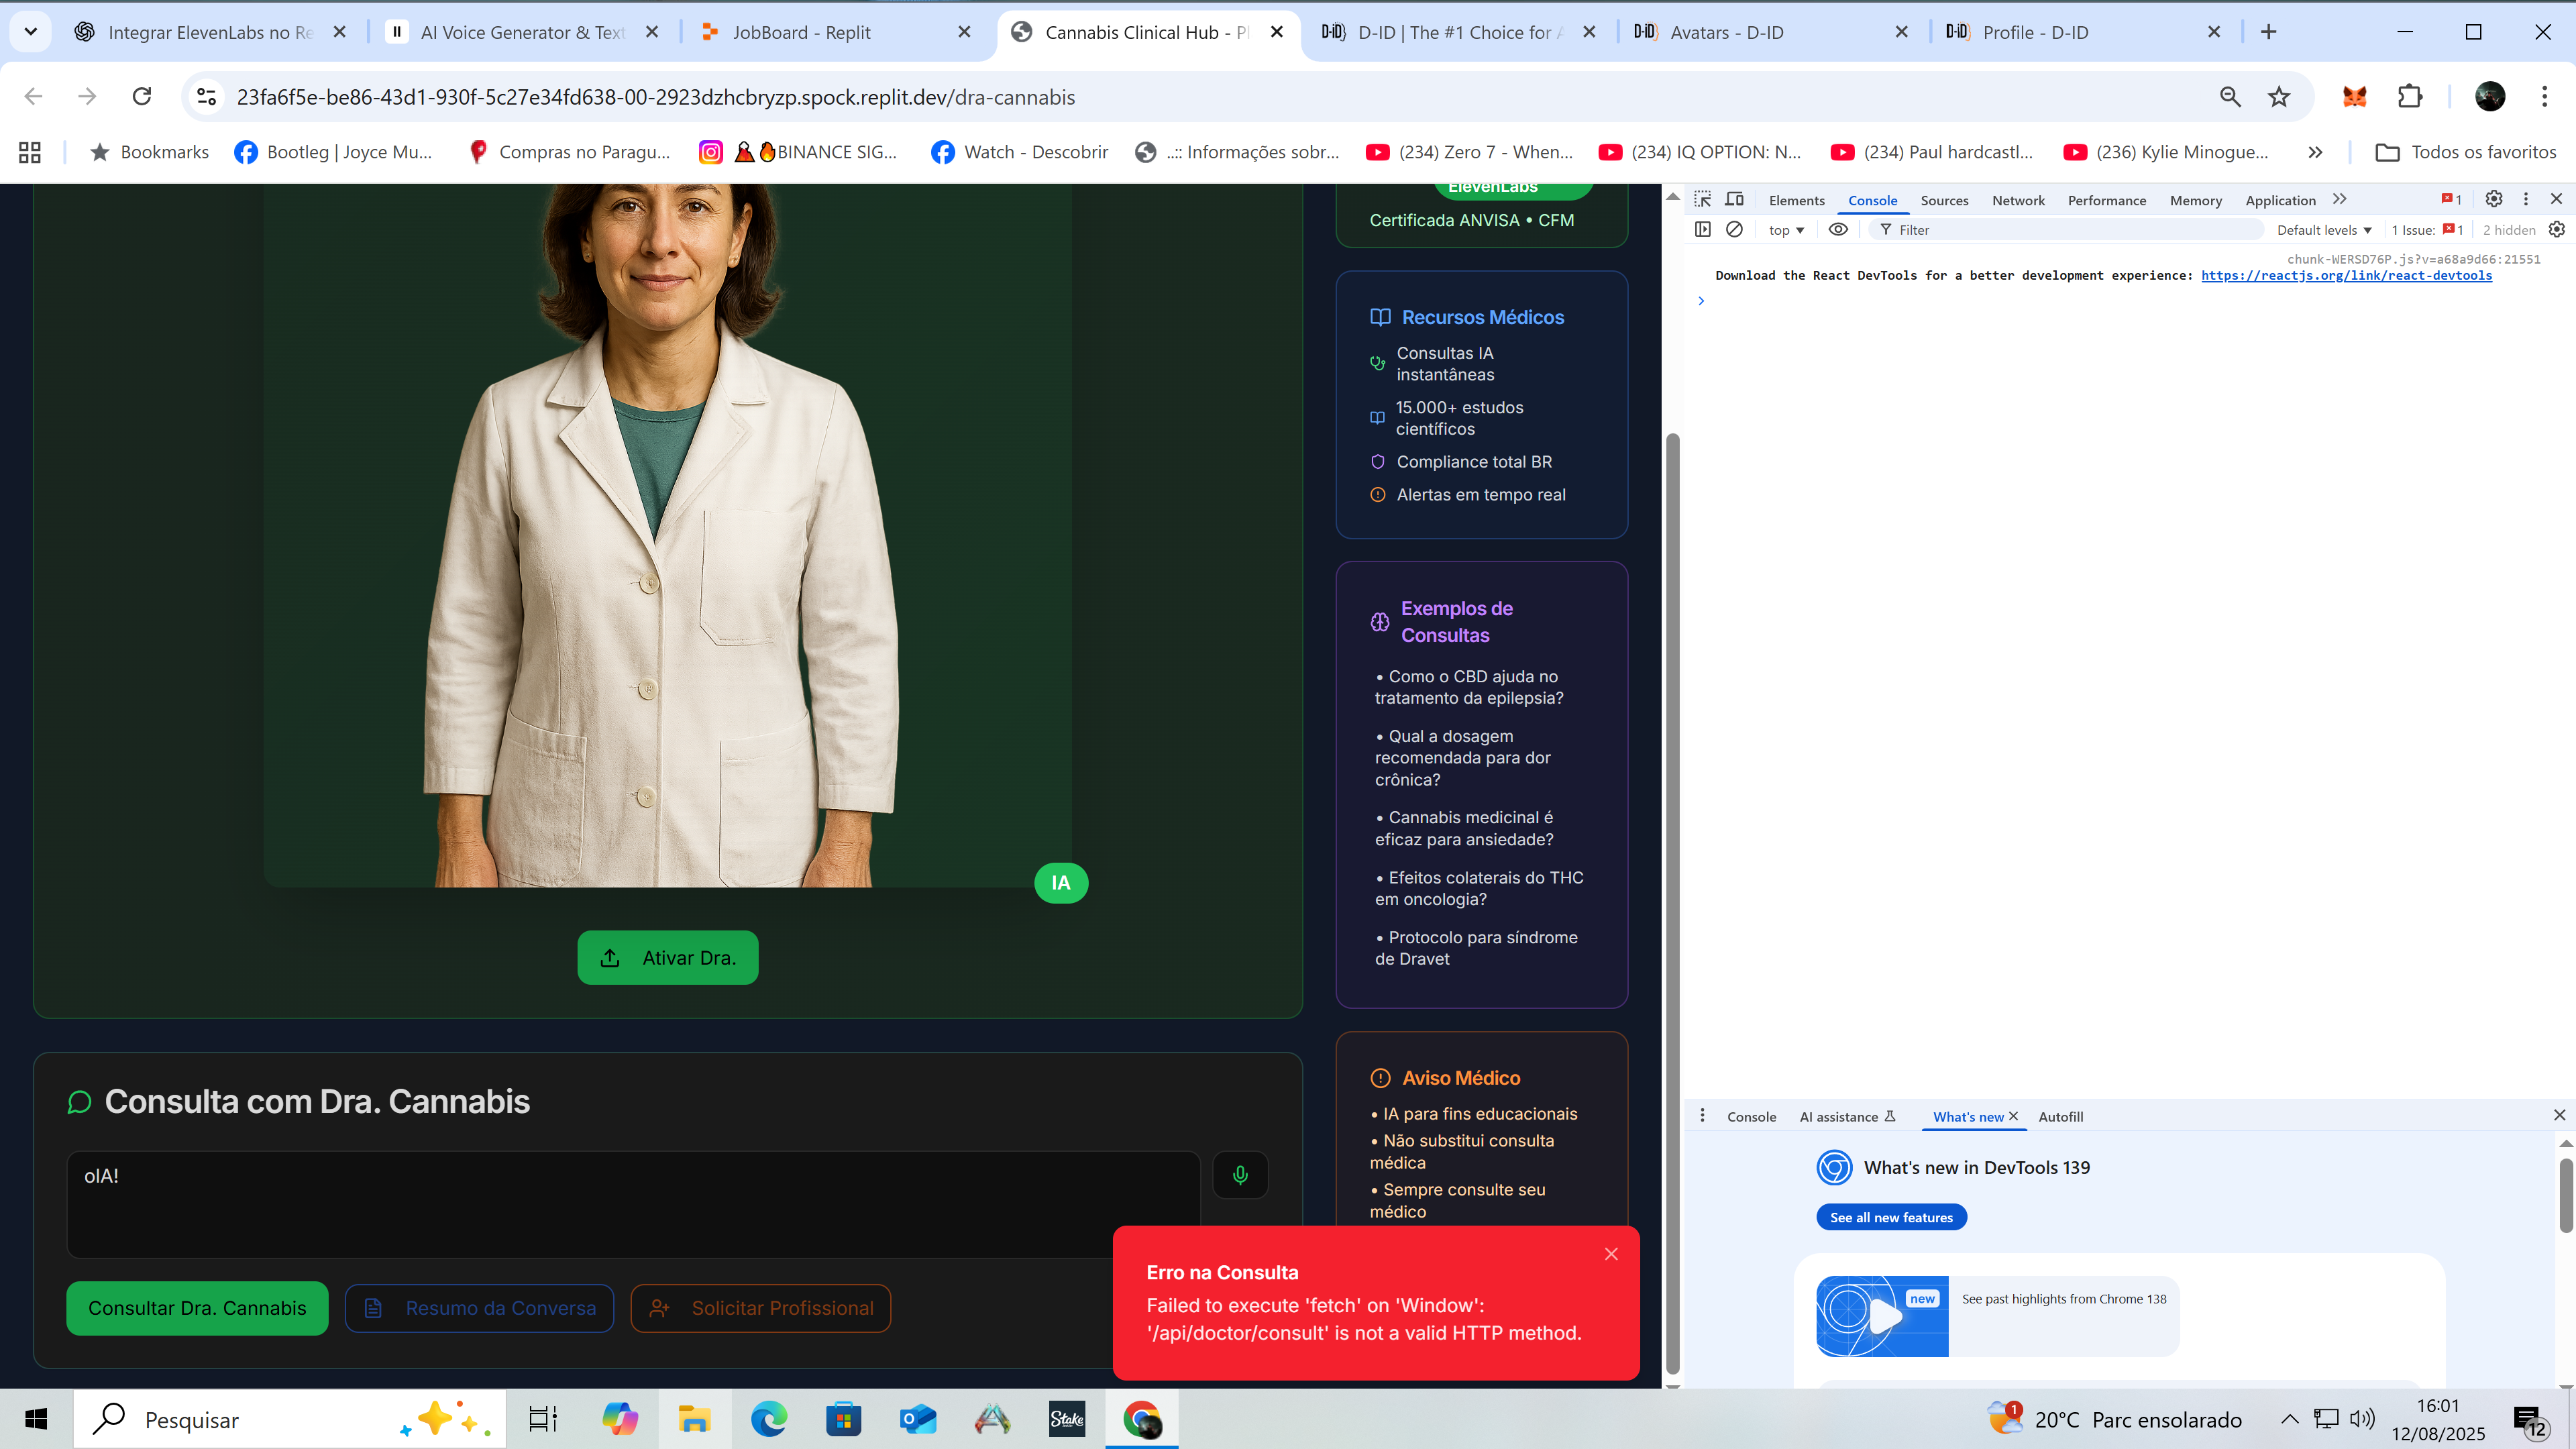 Integrar ElevenLabs no Re
AI Voice Generator & Text
JobBoard - Replit
Cannabis Clinical Hub - Pl
D-ID | The #1 Choice for A
Avatars - D-ID
Profile - D-ID
23fa6f5e-be86-43d1-930f-5c27e34fd638-00-2923dzhcbryzp.spock.replit.dev/dra-cannabis
Bookmarks
Bootleg | Joyce Mu...
Compras no Paragu...
BINANCE SIG...
Watch - Descobrir
..:: Informações sobr...
(234) Zero 7 - When...
(234) IQ OPTION: N...
(234) Paul hardcastl...
(236) Kylie Minogue...
Todos os favoritos
IA
Ativar Dra.
Consulta com Dra. Cannabis
olA!
Consultar Dra. Cannabis
Resumo da Conversa
Solicitar Profissional
ElevenLabs
Certificada ANVISA • CFM
Recursos Médicos
Consultas IA
instantâneas
15.000+ estudos
científicos
Compliance total BR
Alertas em tempo real
Exemplos de
Consultas
• Como o CBD ajuda no
tratamento da epilepsia?
• Qual a dosagem
recomendada para dor
crônica?
• Cannabis medicinal é
eficaz para ansiedade?
• Efeitos colaterais do THC
em oncologia?
• Protocolo para síndrome
de Dravet
Aviso Médico
• IA para fins educacionais
• Não substitui consulta
médica
• Sempre consulte seu
médico
Erro na Consulta
Failed to execute 'fetch' on 'Window':
'/api/doctor/consult' is not a valid HTTP method.
Elements
Console
Sources
Network
Performance
Memory
Application
1
top
Filter
Default levels
1 Issue:
1
2 hidden
chunk-WERSD76P.js?v=a68a9d66:21551
Download the React DevTools for a better development experience: https://reactjs.org/link/react-devtools
Console
AI assistance
What's new
Autofill
What's new in DevTools 139
See all new features
new
See past highlights from Chrome 138
Pesquisar
Stake
1
20°C Parc ensolarado
16:01
12/08/2025
12